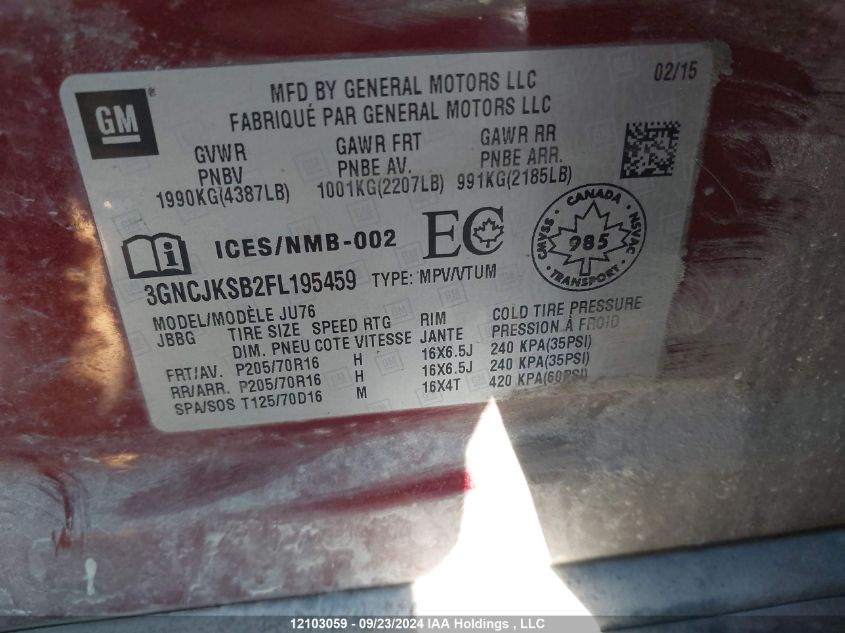 GM
®
MFD BY GENERAL MOTORS LLC
FABRIQUÉ PAR GENERAL MOTORS LLC
02/15
GVWR GAWR FRT GAWR RR
PNBV PNBE AV. PNBE ARR.
1990KG(4387LB) 1001KG(2207LB) 991KG(2185LB)
i ICES/NMB-002 EC
CANADA
CMVSS 985 NSVAC
TRANSPORT
3GNCJKSB2FL195459 TYPE: MPV/VTUM
MODEL/MODÈLE JU76
JBBG TIRE SIZE SPEED RTG RIM COLD TIRE PRESSURE
DIM. PNEU COTE VITESSE JANTE PRESSION À FROID
FRT/AV. P205/70R16 H 16X6.5J 240 KPA(35PSI)
RR/ARR. P205/70R16 H 16X6.5J 240 KPA(35PSI)
SPA/SOS T125/70D16 M 16X4T 420 KPA(60PSI)
12103059 - 09/23/2024 IAA Holdings , LLC